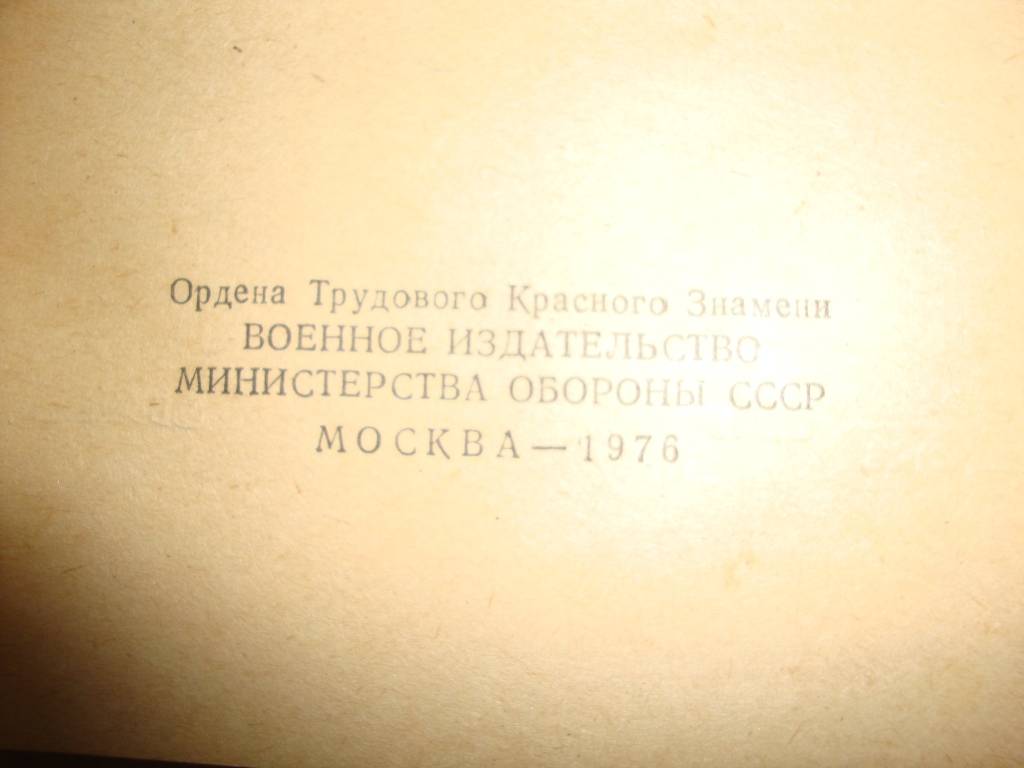 Ордена Трудового Красного Знамени
ВОЕННОЕ ИЗДАТЕЛЬСТВО
МИНИСТЕРСТВА ОБОРОНЫ СССР
МОСКВА — 1976